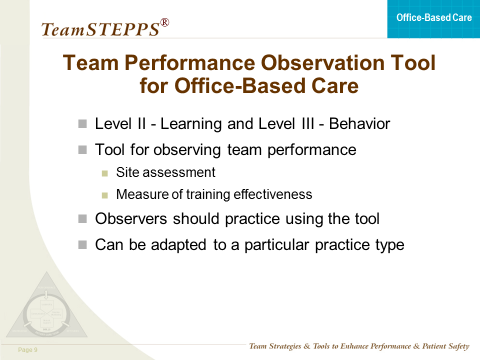 Office-Based Care
TeamSTEPPS®
Team Performance Observation Tool
for Office-Based Care
Level II - Learning and Level III - Behavior
Tool for observing team performance
Site assessment
Measure of training effectiveness
Observers should practice using the tool
Can be adapted to a particular practice type
Team Strategies & Tools to Enhance Performance & Patient Safety